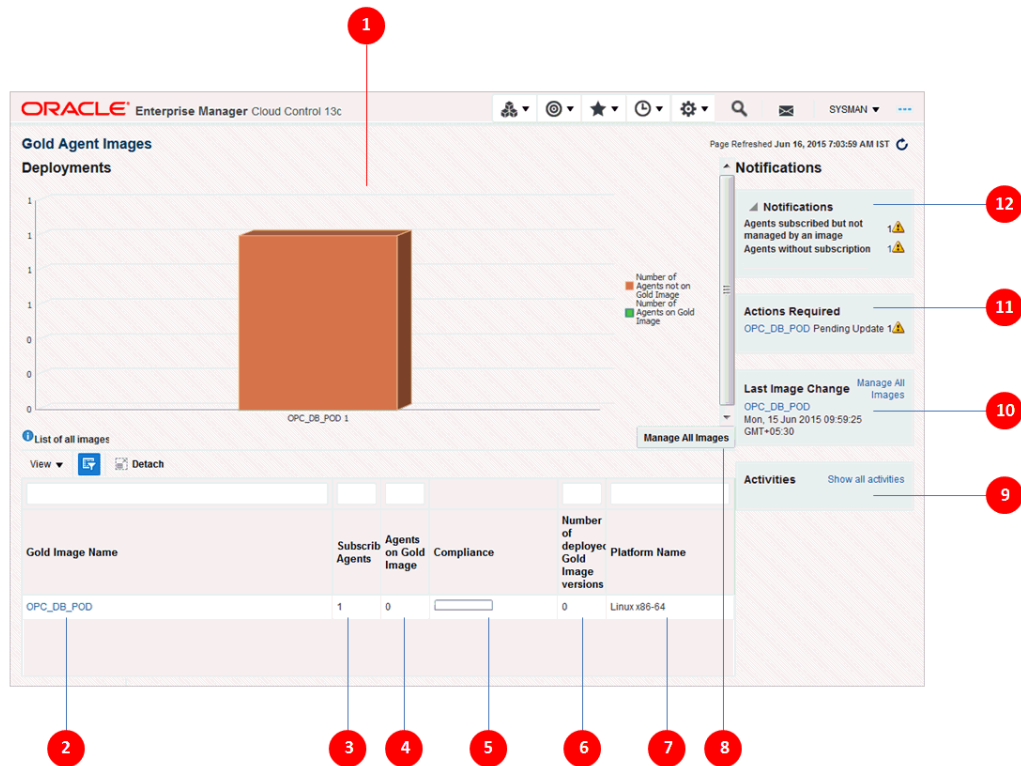 1
ORACLE Enterprise Manager Cloud Control 13c
SYSMAN
Gold Agent Images
Page Refreshed Jun 16, 2015 7:03:59 AM IST
Deployments
1
1
1
1
0
0
0
OPC_DB_POD 1
Number of
Agents not on
Gold Image
Number of
Agents on Gold
Image
Notifications
Notifications
Agents subscribed but not
managed by an image
1
Agents without subscription
1
12
Actions Required
OPC_DB_POD Pending Update 1
11
Last Image Change
Manage All
Images
OPC_DB_POD
Mon, 15 Jun 2015 09:59:25
GMT+05:30
10
Activities
Show all activities
9
List of all images
Manage All Images
View
Detach
Gold Image Name
Subscrib
Agents
Agents
on Gold
Image
Compliance
Number
of
deployed
Gold
Image
versions
Platform Name
OPC_DB_POD
1
0
0
Linux x86-64
2
3
4
5
6
7
8